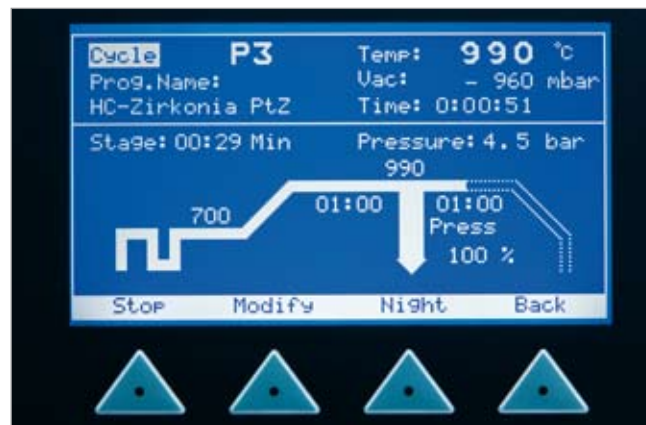 Cycle P3 Temp: 990 °C
Prog.Name: Vac: - 960 mbar
HC-Zirkonia PtZ Time: 0:00:51
Stage: 00:29 Min Pressure: 4.5 bar
990
700 01:00 01:00
Press
100 %
Stop Modify Night Back